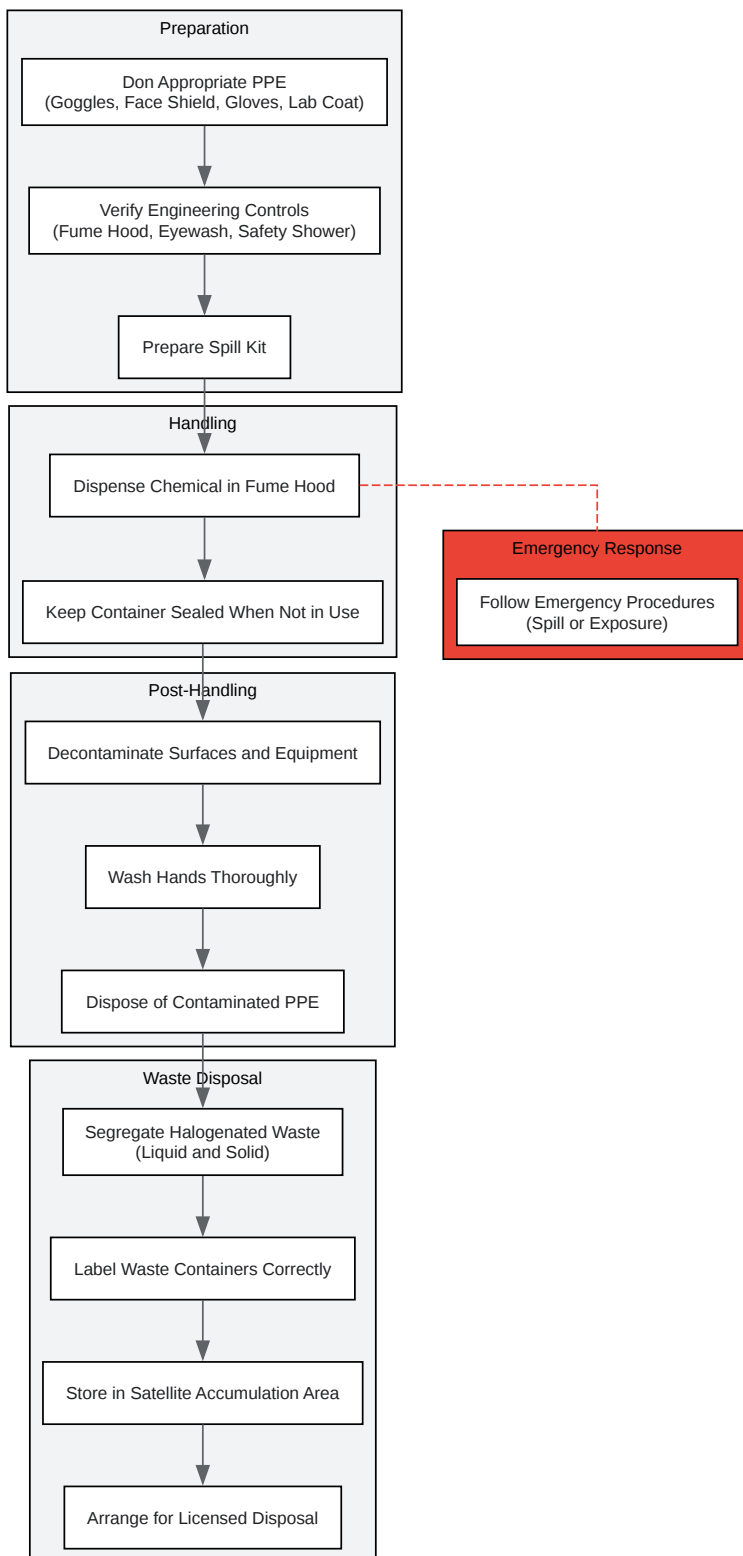 Preparation
Don Appropriate PPE
(Goggles, Face Shield, Gloves, Lab Coat)
Verify Engineering Controls
(Fume Hood, Eyewash, Safety Shower)
Prepare Spill Kit
Handling
Dispense Chemical in Fume Hood
Keep Container Sealed When Not in Use
Emergency Response
Follow Emergency Procedures
(Spill or Exposure)
Post-Handling
Decontaminate Surfaces and Equipment
Wash Hands Thoroughly
Dispose of Contaminated PPE
Waste Disposal
Segregate Halogenated Waste
(Liquid and Solid)
Label Waste Containers Correctly
Store in Satellite Accumulation Area
Arrange for Licensed Disposal